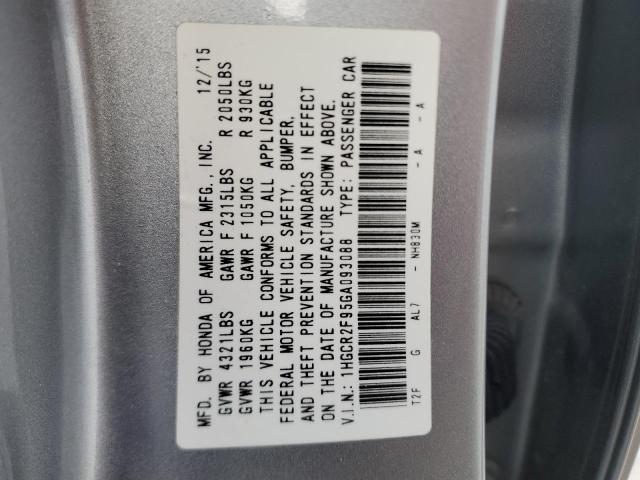 MFD. BY HONDA OF AMERICA MFG., INC. 12/'15
GVWR 4321LBS GAWR F 2315LBS R 2050LBS
GVWR 1960KG GAWR F 1050KG R 930KG
THIS VEHICLE CONFORMS TO ALL APPLICABLE
FEDERAL MOTOR VEHICLE SAFETY, BUMPER,
AND THEFT PREVENTION STANDARDS IN EFFECT
ON THE DATE OF MANUFACTURE SHOWN ABOVE.
V.I.N.: 1HGCR2F95GA093088 TYPE: PASSENGER CAR
T2F G AL7 - NH830M - A - A